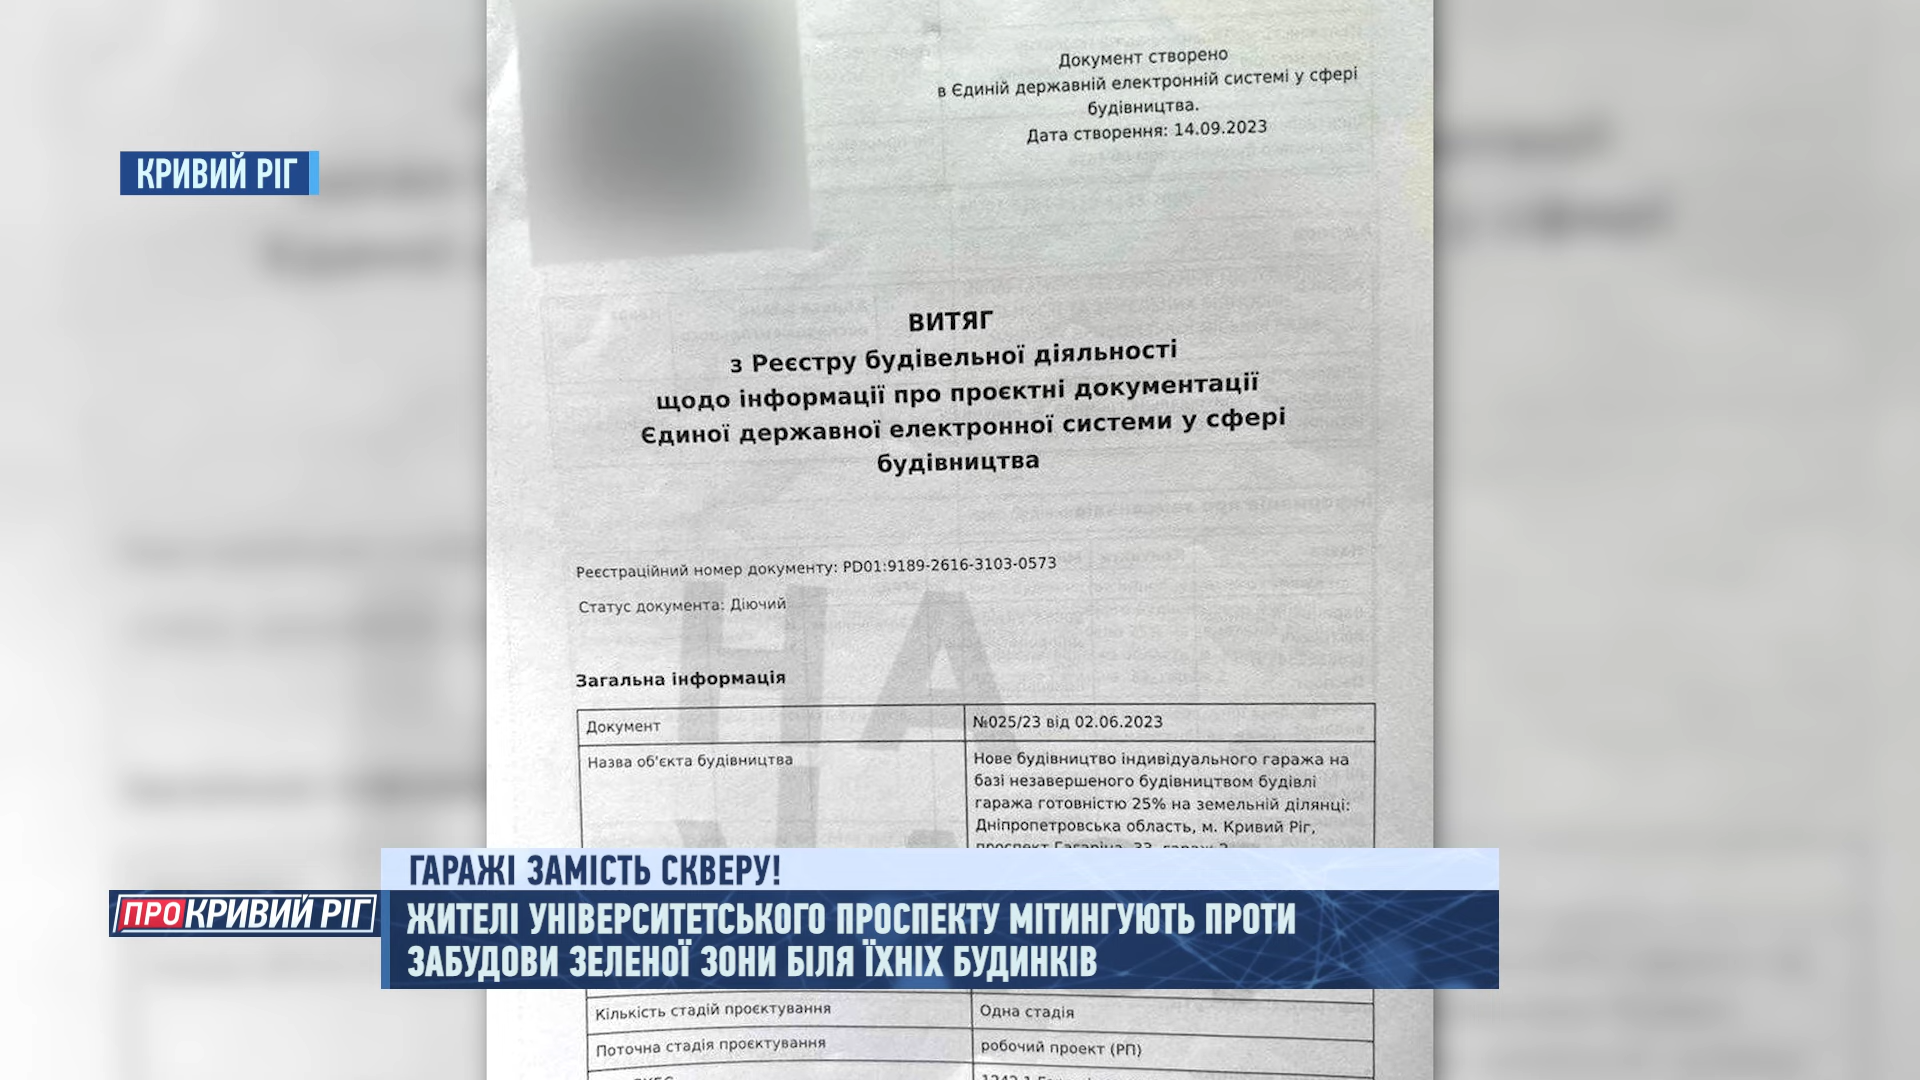 Документ створено
в Єдиній державній електронній системі у сфері
будівництва.
Дата створення: 14.09.2023
КРИВИЙ РІГ
ВИТЯГ
з Реєстру будівельної діяльності
щодо інформації про проєктні документації
Єдиної державної електронної системи у сфері
будівництва
Реєстраційний номер документу: PD01:9189-2616-3103-0573
Статус документа: Діючий
Загальна інформація
Документ
№025/23 від 02.06.2023
Назва об'єкта будівництва
Нове будівництво індивідуального гаража на
базі незавершеного будівництвом будівлі
гаража готовністю 25% на земельній ділянці:
Дніпропетровська область, м. Кривий Ріг,
проспект Гагаріна, 33, гараж 2
ГАРАЖІ ЗАМІСТЬ СКВЕРУ!
ПРО КРИВИЙ РІГ
ЖИТЕЛІ УНІВЕРСИТЕТСЬКОГО ПРОСПЕКТУ МІТИНГУЮТЬ ПРОТИ
ЗАБУДОВИ ЗЕЛЕНОЇ ЗОНИ БІЛЯ ЇХНІХ БУДИНКІВ
Кількість стадій проєктування
Одна стадія
Поточна стадія проєктування
робочий проект (РП)